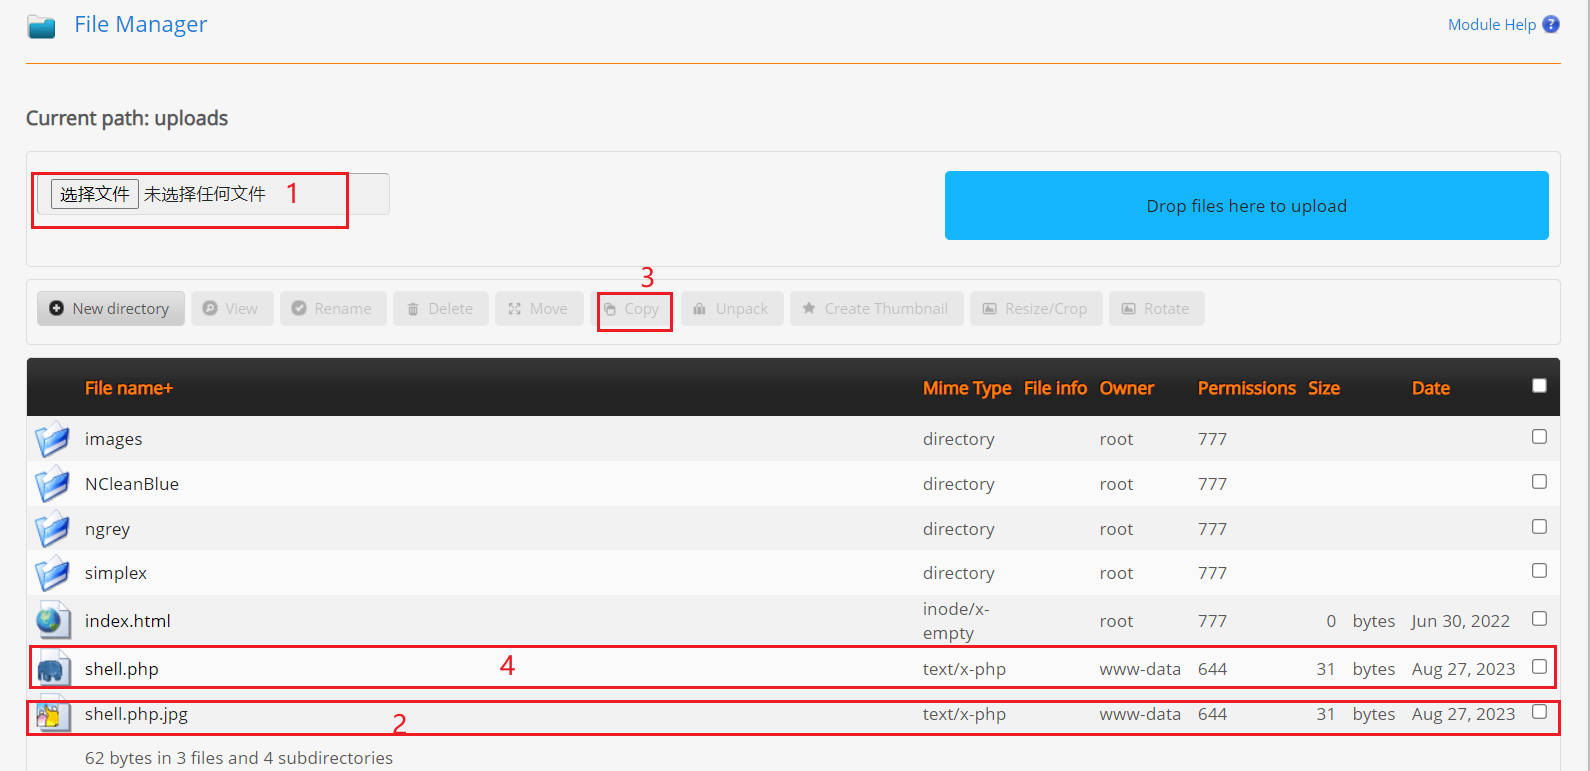 File Manager
Module Help ?
Current path: uploads
选择文件 未选择任何文件 1
Drop files here to upload
3
New directory View Rename Delete Move Copy Unpack Create Thumbnail Resize/Crop Rotate
File name+ Mime Type File info Owner Permissions Size Date
images directory root 777
NCleanBlue directory root 777
ngrey directory root 777
simplex directory root 777
index.html inode/x-
empty root 777 0 bytes Jun 30, 2022
shell.php 4 text/x-php www-data 644 31 bytes Aug 27, 2023
shell.php.jpg 2 text/x-php www-data 644 31 bytes Aug 27, 2023
62 bytes in 3 files and 4 subdirectories